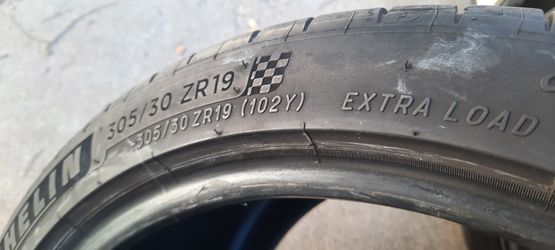 HELIN
305/30 ZR19
305/30 ZR19 (102Y)
EXTRA LOAD